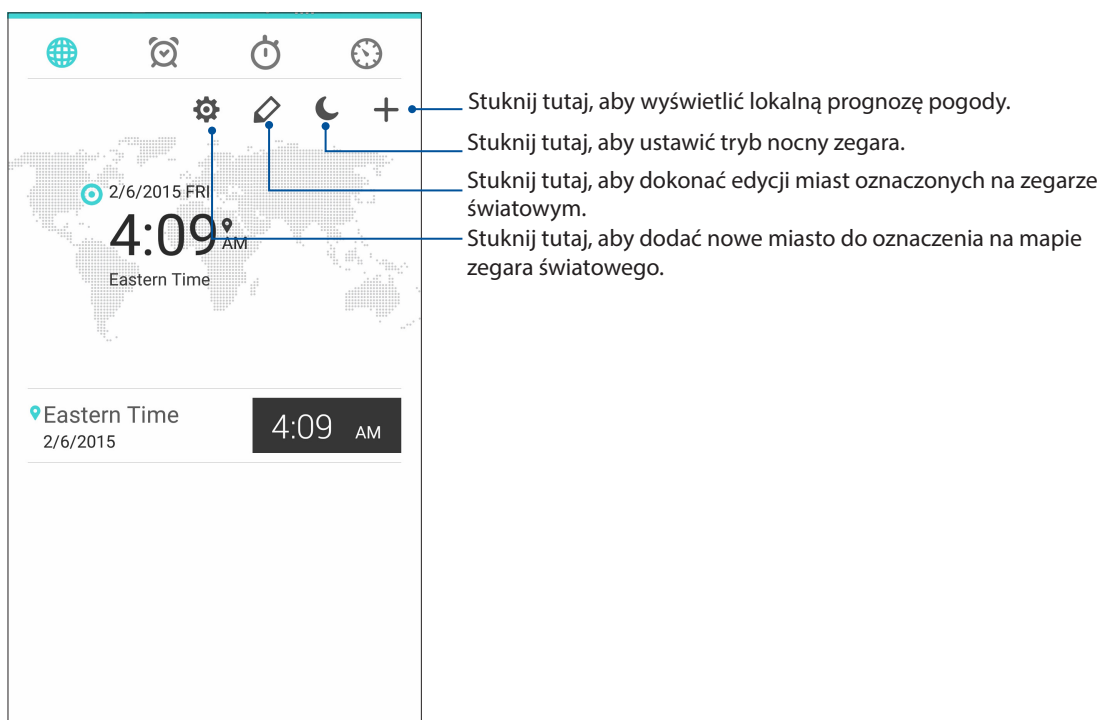 Stuknij tutaj, aby wyświetlić lokalną prognozę pogody.
Stuknij tutaj, aby ustawić tryb nocny zegara.
Stuknij tutaj, aby dokonać edycji miast oznaczonych na zegarze
światowym.
Stuknij tutaj, aby dodać nowe miasto do oznaczenia na mapie
zegara światowego.
2/6/2015 FRI
4:09 AM
Eastern Time
Eastern Time
2/6/2015
4:09 AM